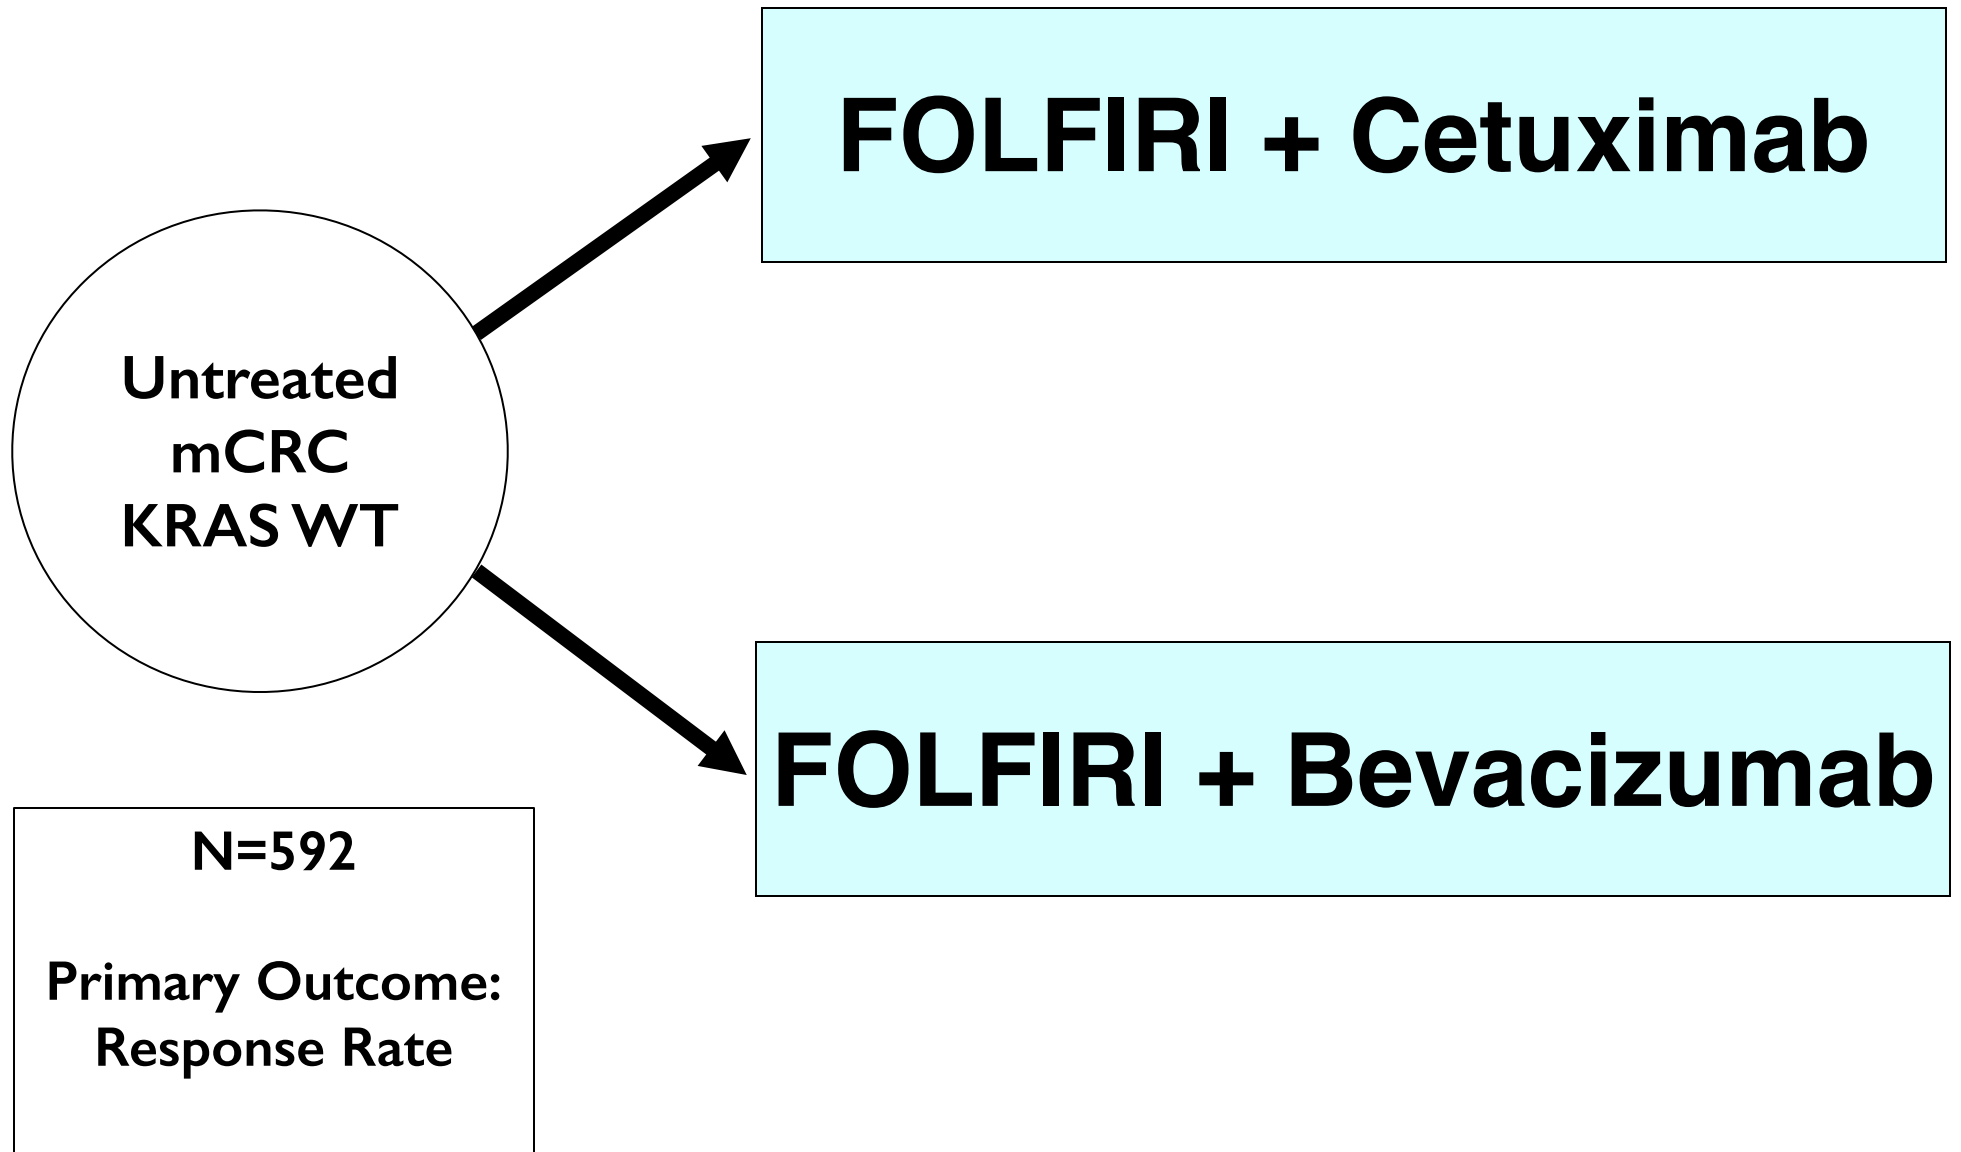 FOLFIRI + Cetuximab
Untreated
mCRC
KRAS WT
FOLFIRI + Bevacizumab
N=592
Primary Outcome:
Response Rate